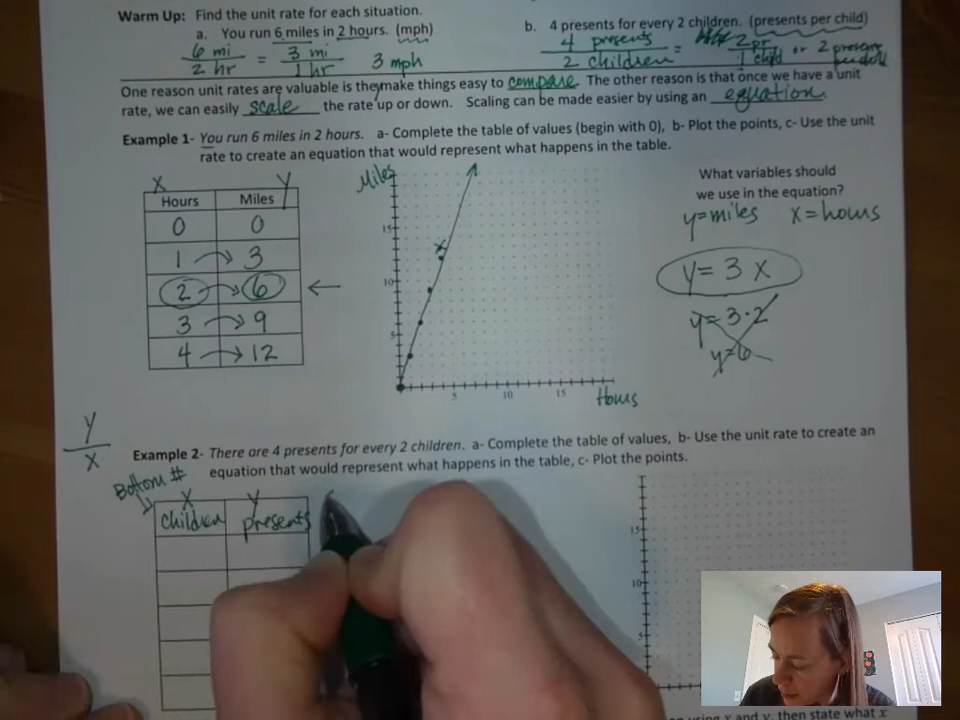 Warm Up: Find the unit rate for each situation.
a. You run 6 miles in 2 hours. (mph)
6 mi / 2 hr = 3 mi / 1 hr 3 mph
b. 4 presents for every 2 children. (presents per child)
4 presents / 2 children = 2 pr / 1 child or 2 presents
One reason unit rates are valuable is they make things easy to compare. The other reason is that once we have a unit
rate, we can easily scale the rate up or down. Scaling can be made easier by using an equation.
Example 1- You run 6 miles in 2 hours. a- Complete the table of values (begin with 0), b- Plot the points, c- Use the unit
rate to create an equation that would represent what happens in the table.
X Y
Hours Miles
0 0
1 3
2 6
3 9
4 12
Miles
15
10
5
5 10 15
Hours
What variables should
we use in the equation?
y=miles x=hours
y=3x
y=3·2
y=6
y/x
Example 2- There are 4 presents for every 2 children. a- Complete the table of values, b- Use the unit rate to create an
equation that would represent what happens in the table, c- Plot the points.
Bottom #
X Y
children presents
15
10
5
using x and y, then state what x